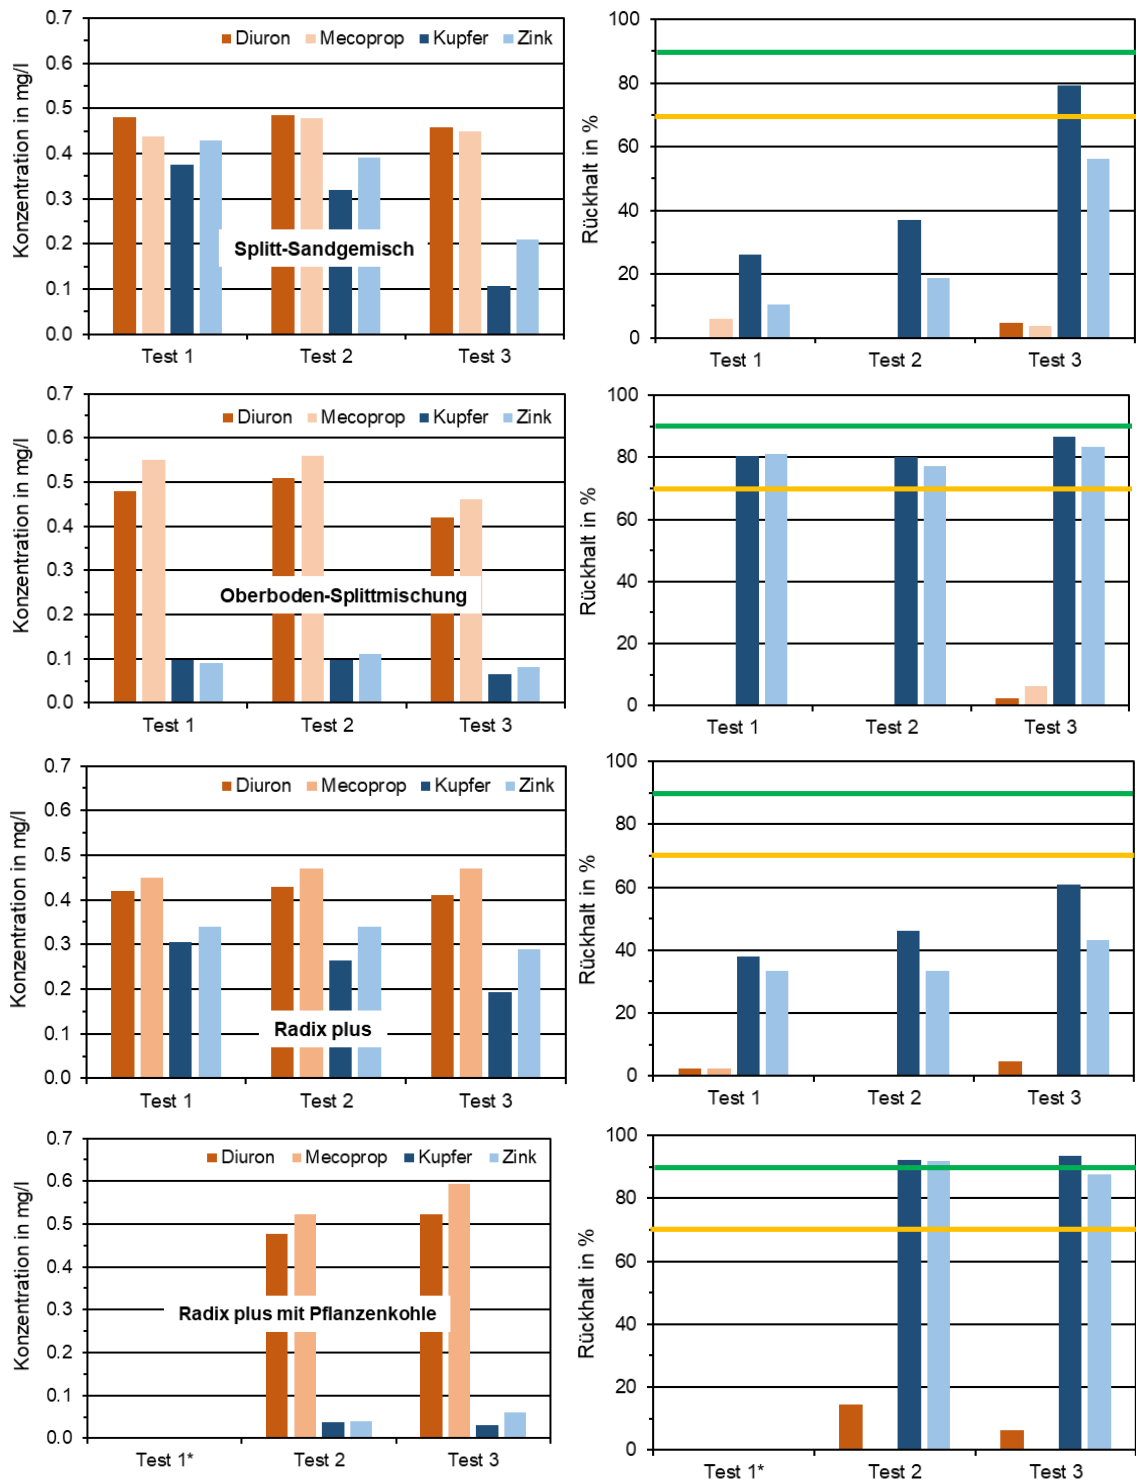 Konzentration in mg/l
0.7
0.6
0.5
0.4
0.3
0.2
0.1
0.0
Diuron Mecoprop Kupfer Zink
Splitt-Sandgemisch
Test 1 Test 2 Test 3
Rückhalt in %
100
80
60
40
20
0
Test 1 Test 2 Test 3
Konzentration in mg/l
0.7
0.6
0.5
0.4
0.3
0.2
0.1
0.0
Diuron Mecoprop Kupfer Zink
Oberboden-Splittmischung
Test 1 Test 2 Test 3
Rückhalt in %
100
80
60
40
20
0
Test 1 Test 2 Test 3
Konzentration in mg/l
0.7
0.6
0.5
0.4
0.3
0.2
0.1
0.0
Diuron Mecoprop Kupfer Zink
Radix plus
Test 1 Test 2 Test 3
Rückhalt in %
100
80
60
40
20
0
Test 1 Test 2 Test 3
Konzentration in mg/l
0.7
0.6
0.5
0.4
0.3
0.2
0.1
0.0
Diuron Mecoprop Kupfer Zink
Radix plus mit Pflanzenkohle
Test 1* Test 2 Test 3
Rückhalt in %
100
80
60
40
20
0
Test 1* Test 2 Test 3